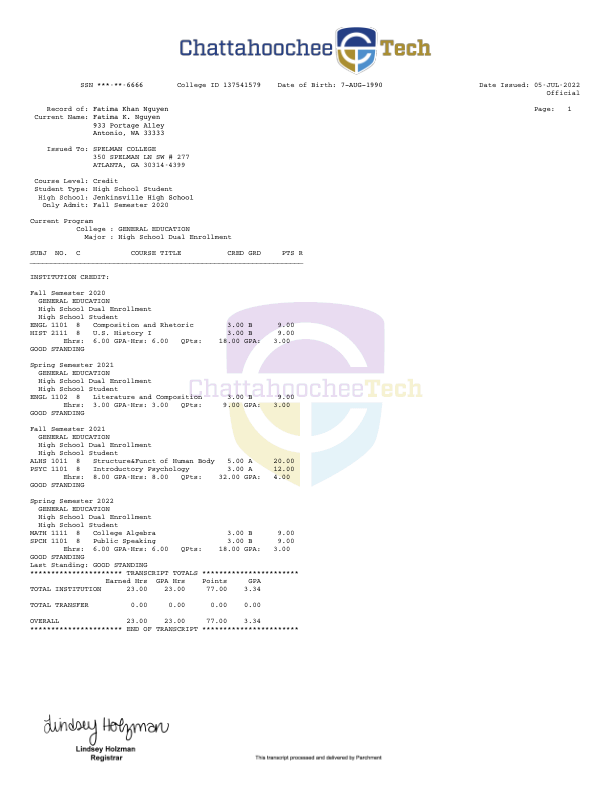 Chattahoochee Tech
SSN ***-**-6666 College ID 137541579 Date of Birth: 7-AUG-1990 Date Issued: 05-JUL-2022
Official
Record of: Fatima Khan Nguyen Page: 1
Current Name: Fatima K. Nguyen
933 Portage Alley
Antonio, WA 33333
Issued To: SPELMAN COLLEGE
350 SPELMAN LN SW # 277
ATLANTA, GA 30314-4399
Course Level: Credit
Student Type: High School Student
High School: Jenkinsville High School
Only Admit: Fall Semester 2020
Current Program
College : GENERAL EDUCATION
Major : High School Dual Enrollment
SUBJ NO. C COURSE TITLE CRED GRD PTS R
INSTITUTION CREDIT:
Fall Semester 2020
GENERAL EDUCATION
High School Dual Enrollment
High School Student
ENGL 1101 8 Composition and Rhetoric 3.00 B 9.00
HIST 2111 8 U.S. History I 3.00 B 9.00
Ehrs: 6.00 GPA-Hrs: 6.00 QPts: 18.00 GPA: 3.00
GOOD STANDING
Spring Semester 2021
GENERAL EDUCATION
High School Dual Enrollment
High School Student
ChattahoocheeTech
ENGL 1102 8 Literature and Composition 3.00 B 9.00
Ehrs: 3.00 GPA-Hrs: 3.00 QPts: 9.00 GPA: 3.00
GOOD STANDING
Fall Semester 2021
GENERAL EDUCATION
High School Dual Enrollment
High School Student
ALHS 1011 8 Structure&Funct of Human Body 5.00 A 20.00
PSYC 1101 8 Introductory Psychology 3.00 A 12.00
Ehrs: 8.00 GPA-Hrs: 8.00 QPts: 32.00 GPA: 4.00
GOOD STANDING
Spring Semester 2022
GENERAL EDUCATION
High School Dual Enrollment
High School Student
MATH 1111 8 College Algebra 3.00 B 9.00
SPCH 1101 8 Public Speaking 3.00 B 9.00
Ehrs: 6.00 GPA-Hrs: 6.00 QPts: 18.00 GPA: 3.00
GOOD STANDING
Last Standing: GOOD STANDING
********************** TRANSCRIPT TOTALS ***********************
Earned Hrs GPA Hrs Points GPA
TOTAL INSTITUTION 23.00 23.00 77.00 3.34
TOTAL TRANSFER 0.00 0.00 0.00 0.00
OVERALL 23.00 23.00 77.00 3.34
********************** END OF TRANSCRIPT ***********************
Lindsey Holzman
Lindsey Holzman
Registrar
This transcript processed and delivered by Parchment